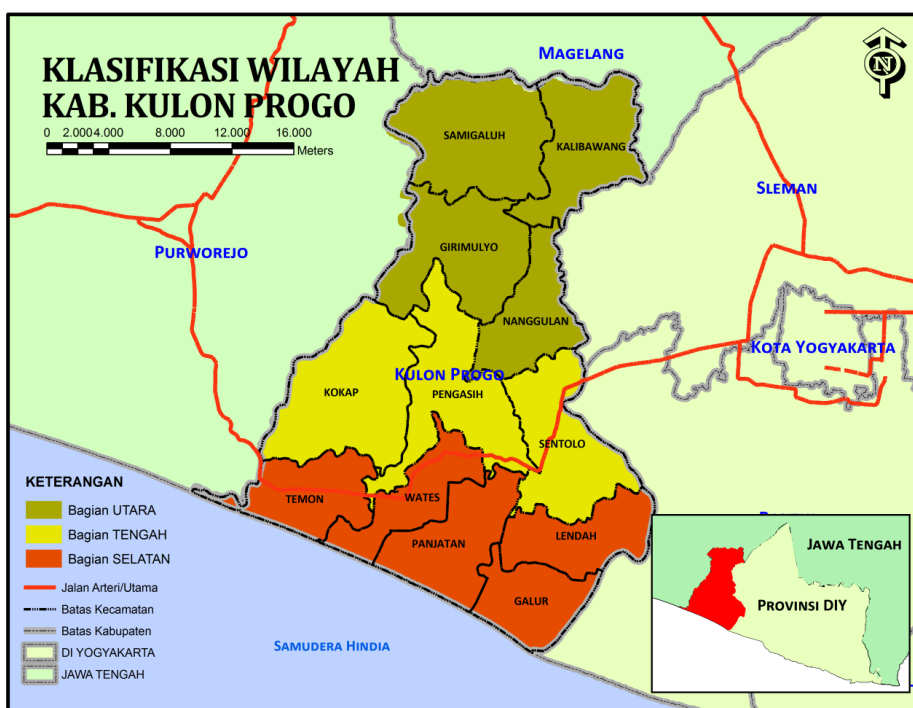 KLASIFIKASI WILAYAH
KAB. KULON PROGO
0 2.000 4.000 8.000 12.000 16.000
Meters
N
MAGELANG
SLEMAN
PURWOREJO
KOTA YOGYAKARTA
KULON PROGO
SAMIGALUH
KALIBAWANG
GIRIMULYO
NANGGULAN
KOKAP
PENGASIH
SENTOLO
TEMON
WATES
PANJATAN
LENDAH
GALUR
SAMUDERA HINDIA
KETERANGAN
Bagian UTARA
Bagian TENGAH
Bagian SELATAN
Jalan Arteri/Utama
Batas Kecamatan
Batas Kabupaten
DI YOGYAKARTA
JAWA TENGAH
JAWA TENGAH
PROVINSI DIY